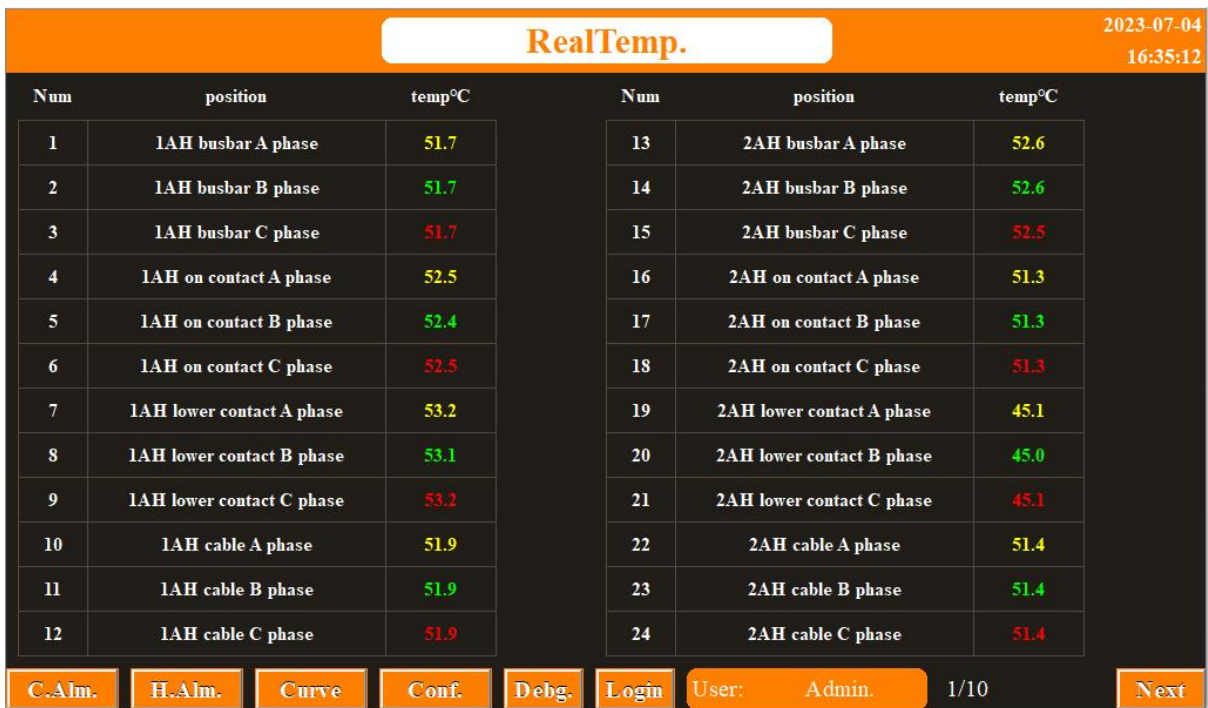 RealTemp.
2023-07-04
16:35:12
Num position temp°C Num position temp°C
1 1AH busbar A phase 51.7 13 2AH busbar A phase 52.6
2 1AH busbar B phase 51.7 14 2AH busbar B phase 52.6
3 1AH busbar C phase 51.7 15 2AH busbar C phase 52.5
4 1AH on contact A phase 52.5 16 2AH on contact A phase 51.3
5 1AH on contact B phase 52.4 17 2AH on contact B phase 51.3
6 1AH on contact C phase 52.5 18 2AH on contact C phase 51.3
7 1AH lower contact A phase 53.2 19 2AH lower contact A phase 45.1
8 1AH lower contact B phase 53.1 20 2AH lower contact B phase 45.0
9 1AH lower contact C phase 53.2 21 2AH lower contact C phase 45.1
10 1AH cable A phase 51.9 22 2AH cable A phase 51.4
11 1AH cable B phase 51.9 23 2AH cable B phase 51.4
12 1AH cable C phase 51.9 24 2AH cable C phase 51.4
C.Alm. H.Alm. Curve Conf. Debg. Login User: Admin. 1/10 Next